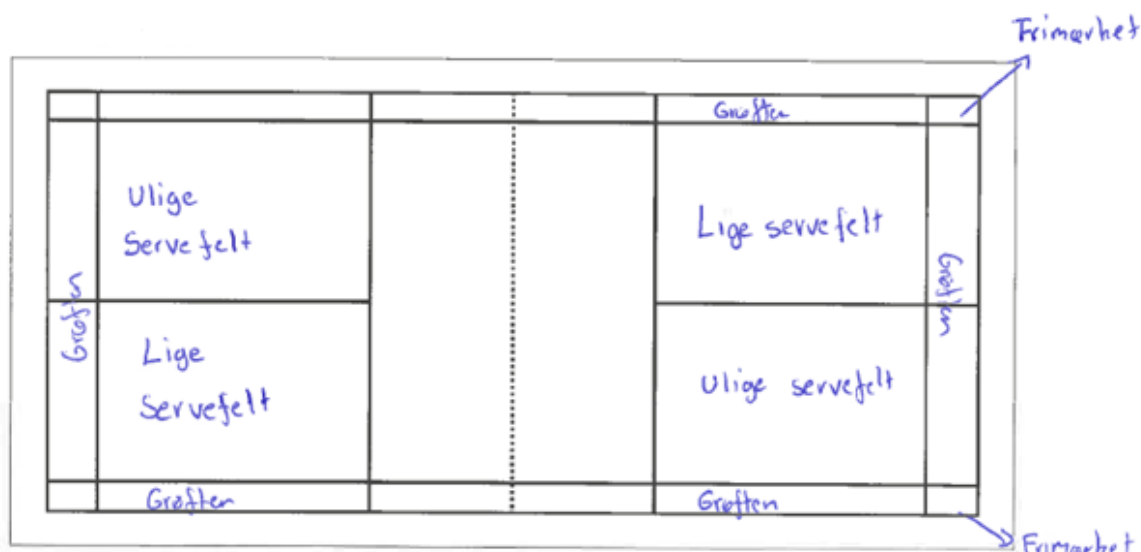 Frimærket
Grøften
Ulige
Servefelt
Lige servefelt
Grøften
Grøften
Lige
Servefelt
Ulige servefelt
Grøften
Grøften
Frimærket